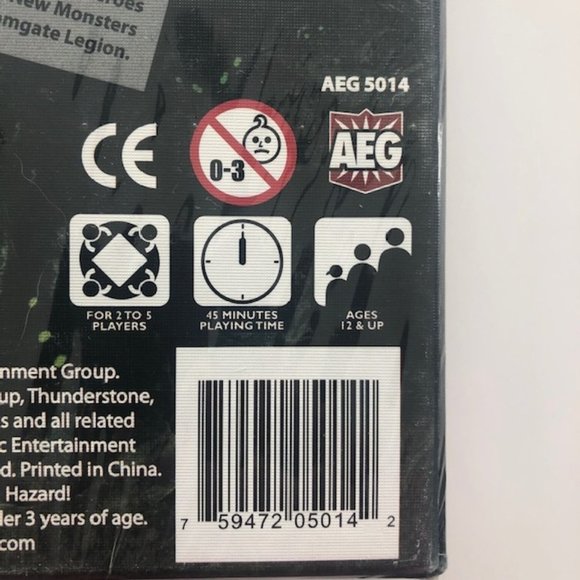 roes
New Monsters
mgate Legion.
AEG 5014
CE
0-3
AEG
FOR 2 TO 5
PLAYERS
45 MINUTES
PLAYING TIME
AGES
12 & UP
nment Group.
up, Thunderstone,
s and all related
c Entertainment
d. Printed in China.
Hazard!
ler 3 years of age.
com
7 59472 05014 2